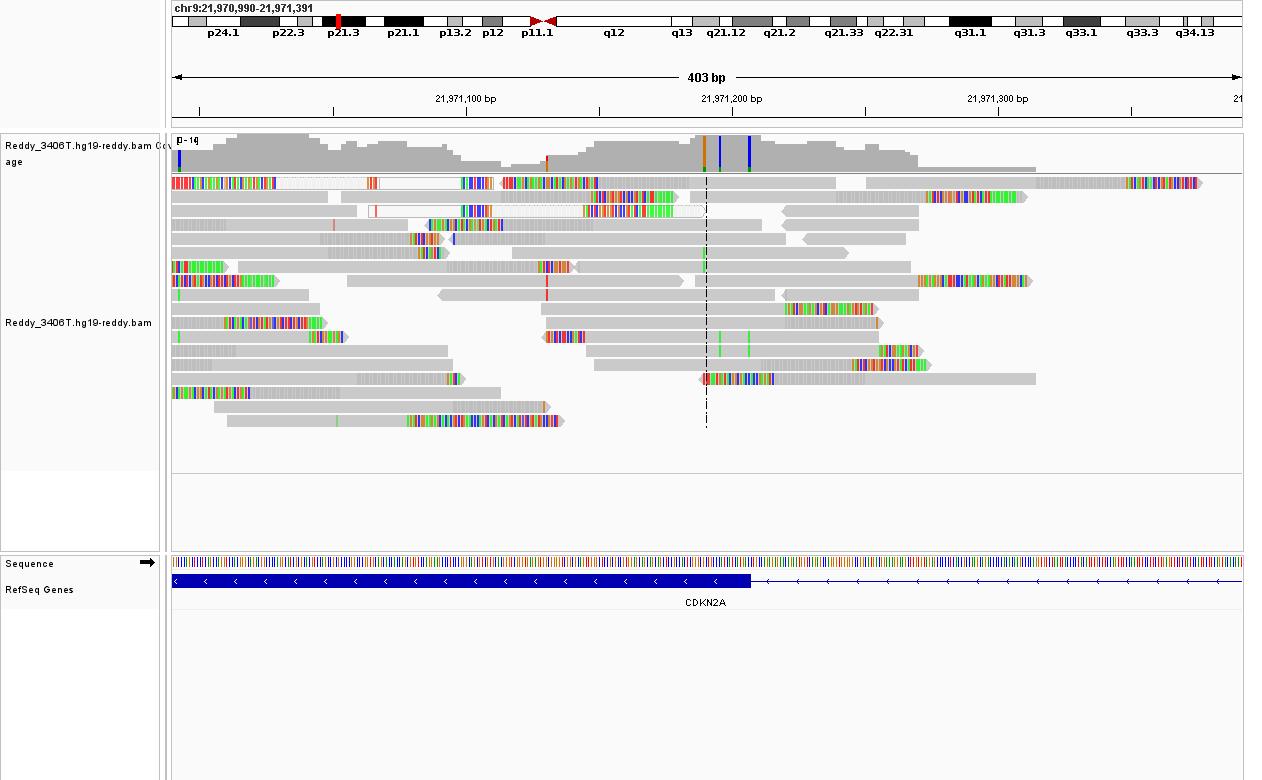 chr9:21,970,990-21,971,391
p24.1 p22.3 p21.3 p21.1 p13.2 p12 p11.1 q12 q13 q21.12 q21.2 q21.33 q22.31 q31.1 q31.3 q33.1 q33.3 q34.13
403 bp
21,971,100 bp 21,971,200 bp 21,971,300 bp 21
Reddy_3406T.hg19-reddy.bam
age
Reddy_3406T.hg19-reddy.bam
Sequence
RefSeq Genes
CDKN2A